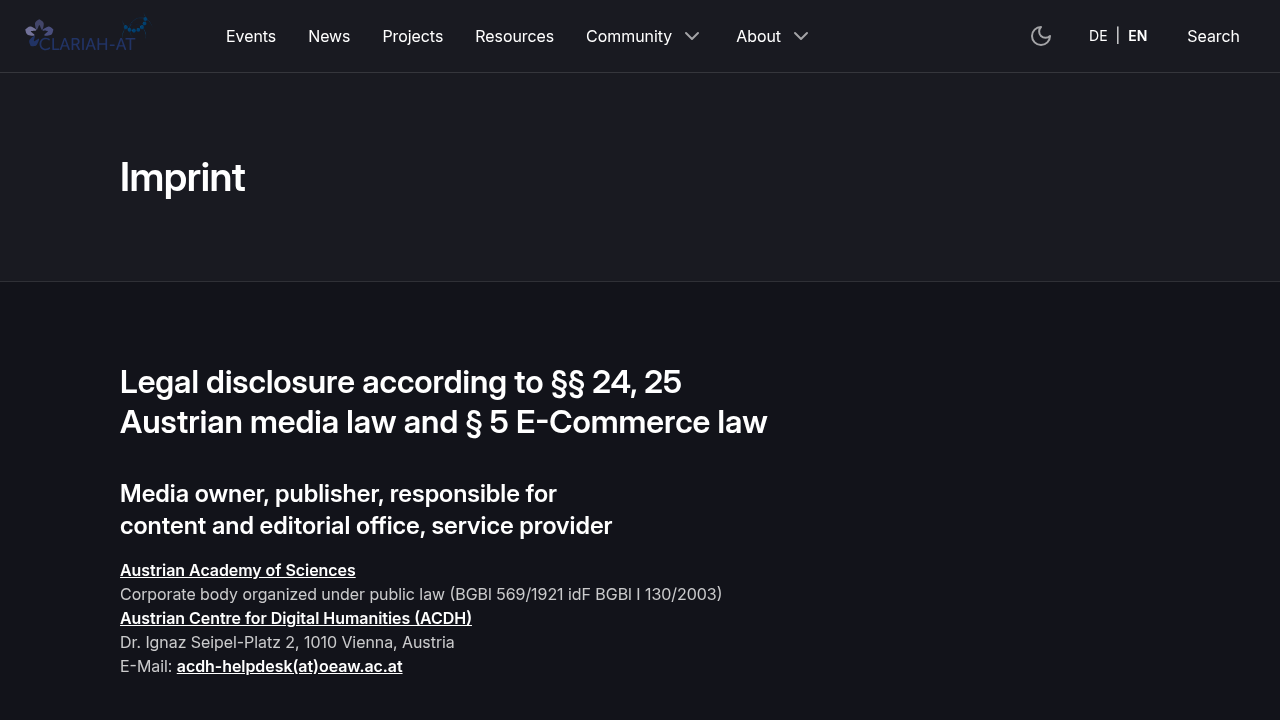 CLARIAH-AT
Events
News
Projects
Resources
Community
About
DE | EN
Search
Imprint
Legal disclosure according to §§ 24, 25
Austrian media law and § 5 E-Commerce law
Media owner, publisher, responsible for
content and editorial office, service provider
Austrian Academy of Sciences
Corporate body organized under public law (BGBl 569/1921 idF BGBl I 130/2003)
Austrian Centre for Digital Humanities (ACDH)
Dr. Ignaz Seipel-Platz 2, 1010 Vienna, Austria
E-Mail: acdh-helpdesk(at)oeaw.ac.at